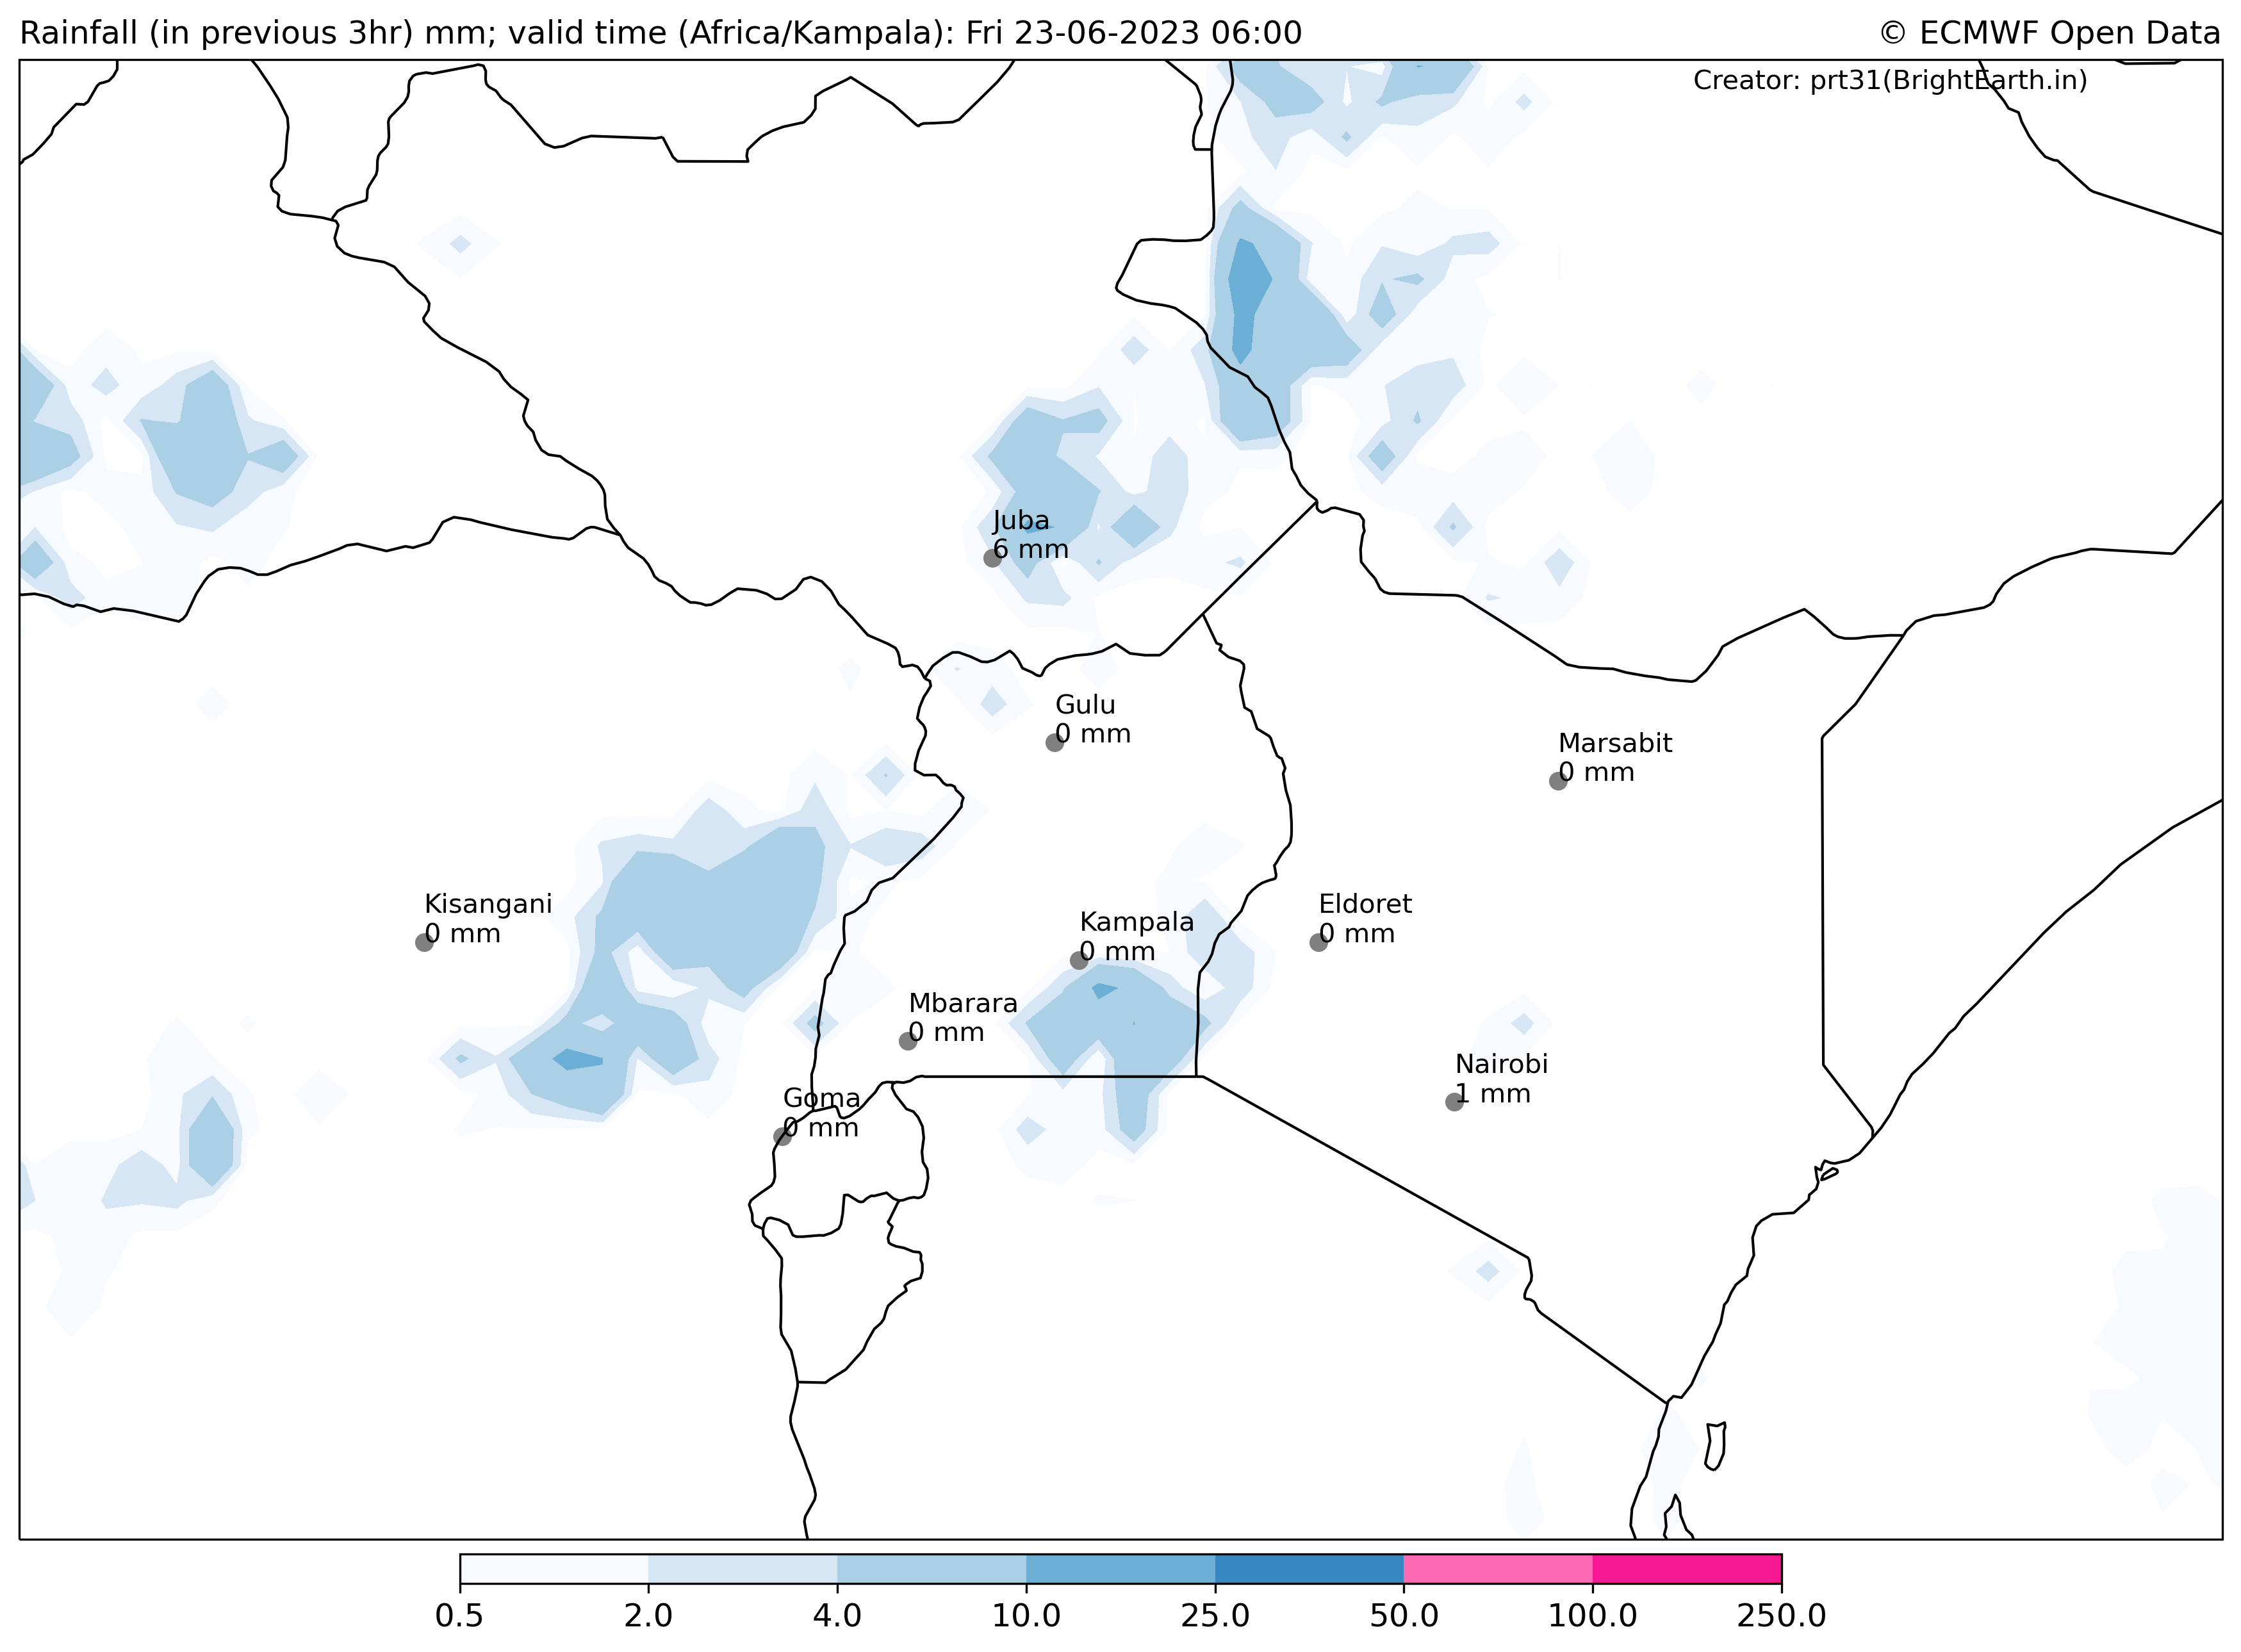 Rainfall (in previous 3hr) mm; valid time (Africa/Kampala): Fri 23-06-2023 06:00
© ECMWF Open Data
Creator: prt31(BrightEarth.in)
Juba
6 mm
Gulu
0 mm
Marsabit
0 mm
Kisangani
0 mm
Kampala
0 mm
Eldoret
0 mm
Mbarara
0 mm
Nairobi
1 mm
Goma
0 mm
0.5 2.0 4.0 10.0 25.0 50.0 100.0 250.0